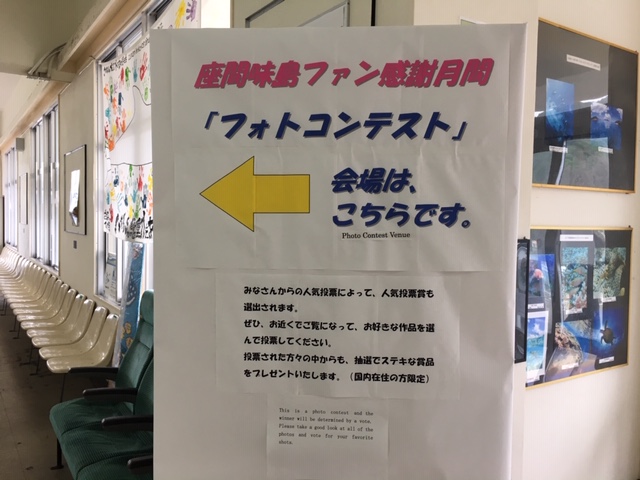 座間味島ファン感謝月間
「フォトコンテスト」
会場は、
こちらです。
Photo Contest Venue
みなさんからの人気投票によって、人気投票賞も
選出されます。
ぜひ、お近くでご覧になって、お好きな作品を選
んで投票してください。
投票された方々の中からも、抽選でステキな賞品
をプレゼントいたします。（国内在住の方限定）
This is a photo contest and the
winner will be determined by a vote.
Please take a good look at all of the
photos and vote for your favorite
shots.